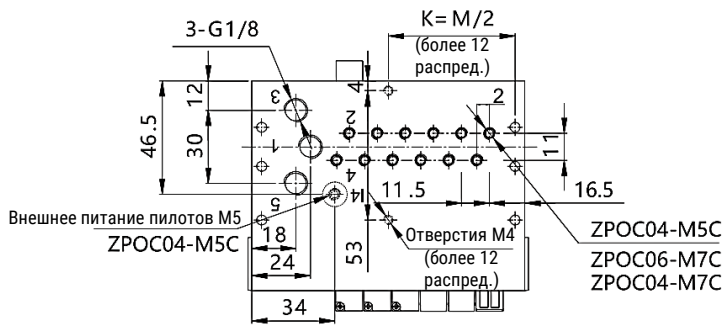 3-G1/8
K= M/2
(более 12
распред.)
12
3
4
2
2
46.5
30
1
11
4
14
5
11.5
16.5
Внешнее питание пилотов M5
ZPOC04-M5C
18
53
Отверстия M4
(более 12
распред.)
ZPOC04-M5C
ZPOC06-M7C
ZPOC04-M7C
24
34